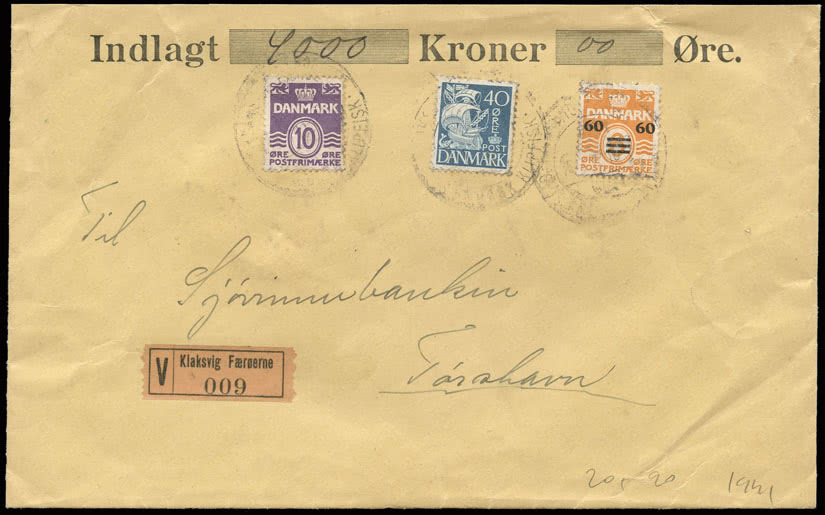 Indlagt 4000 Kroner 00 Øre.
DANMARK
10
ØRE ØRE
POSTFRIMÆRKE
40
ØRE
POST
DANMARK
DANMARK
60 60
ØRE ØRE
POSTFRIMÆRKE
Til
Sjóvinnubankin
Tórshavn
V Klaksvig Færøerne
009
1941